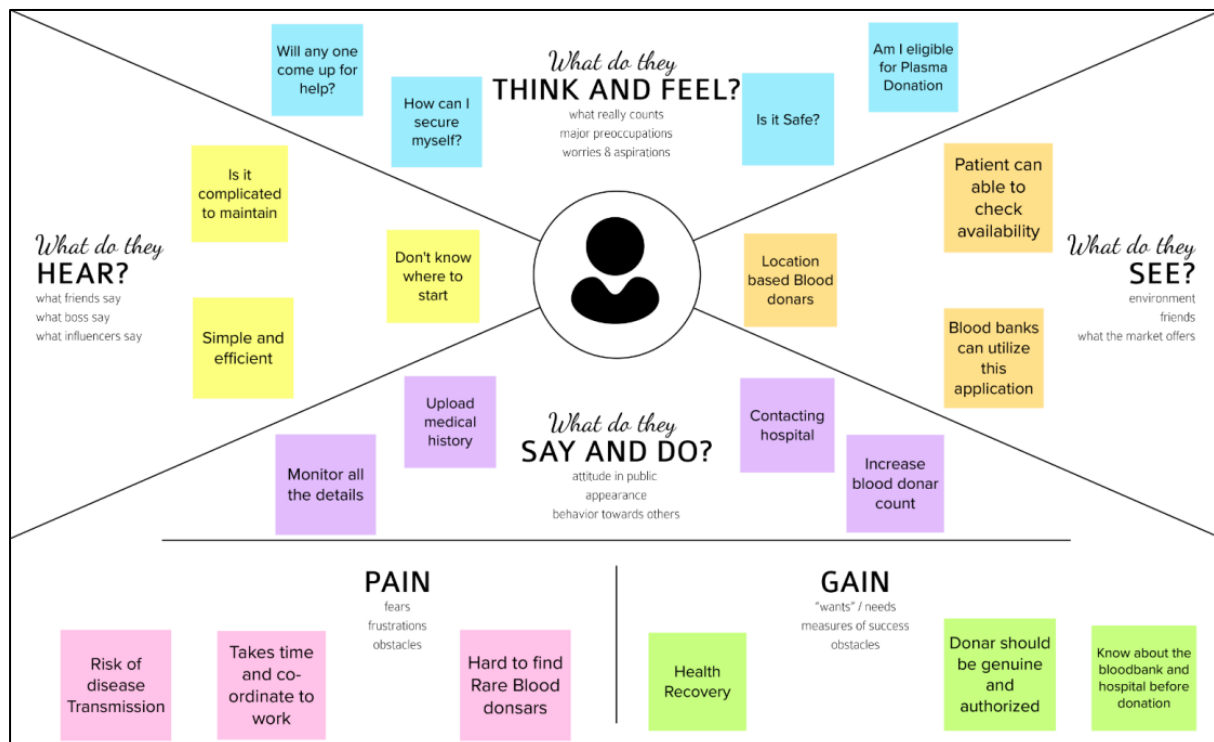 Will any one
come up for
help?
How can I
secure
myself?
What do they
THINK AND FEEL?
what really counts
major preoccupations
worries & aspirations
Is it Safe?
Am I eligible
for Plasma
Donation
What do they
HEAR?
what friends say
what boss say
what influencers say
Is it
complicated
to maintain
Don't know
where to
start
Simple and
efficient
Location
based Blood
donars
Patient can
able to
check
availability
Blood banks
can utilize
this
application
What do they
SEE?
environment
friends
what the market offers
Monitor all
the details
Upload
medical
history
What do they
SAY AND DO?
attitude in public
appearance
behavior towards others
Contacting
hospital
Increase
blood donar
count
PAIN
fears
frustrations
obstacles
Risk of
disease
Transmission
Takes time
and co-
ordinate to
work
Hard to find
Rare Blood
donsars
GAIN
"wants" / needs
measures of success
obstacles
Health
Recovery
Donar should
be genuine
and
authorized
Know about the
bloodbank and
hospital before
donation